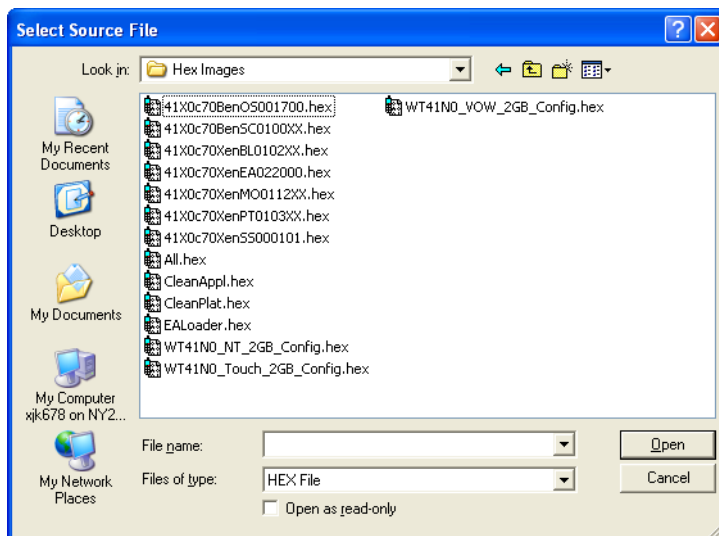 Select Source File
Look in:
Hex Images
My Recent
Documents
Desktop
My Documents
My Computer
xjk678 on NY2...
My Network
Places
41X0c70BenOS001700.hex
41X0c70BenSC0100XX.hex
41X0c70XenBL0102XX.hex
41X0c70XenEA022000.hex
41X0c70XenMO0112XX.hex
41X0c70XenPT0103XX.hex
41X0c70XenSS000101.hex
All.hex
CleanAppl.hex
CleanPlat.hex
EALoader.hex
WT41N0_NT_2GB_Config.hex
WT41N0_Touch_2GB_Config.hex
WT41N0_VOW_2GB_Config.hex
File name:
Open
Files of type:
HEX File
Cancel
Open as read-only